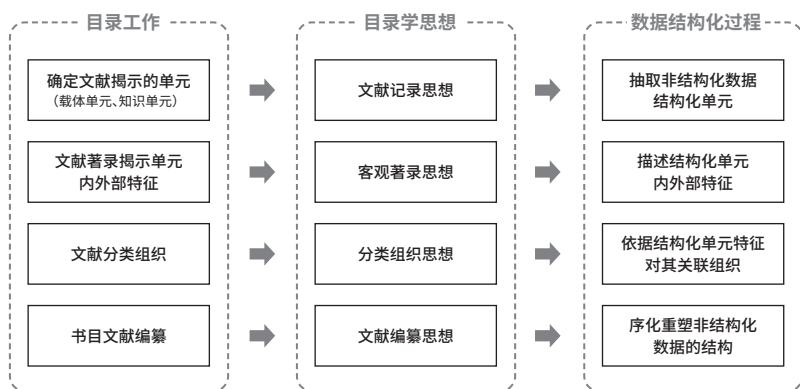 目录工作
目录学思想
数据结构化过程
确定文献揭示的单元
（载体单元、知识单元）
文献记录思想
抽取非结构化数据
结构化单元
文献著录揭示单元
内外部特征
客观著录思想
描述结构化单元
内外部特征
文献分类组织
分类组织思想
依据结构化单元特征
对其关联组织
书目文献编纂
文献编纂思想
序化重塑非结构化
数据的结构